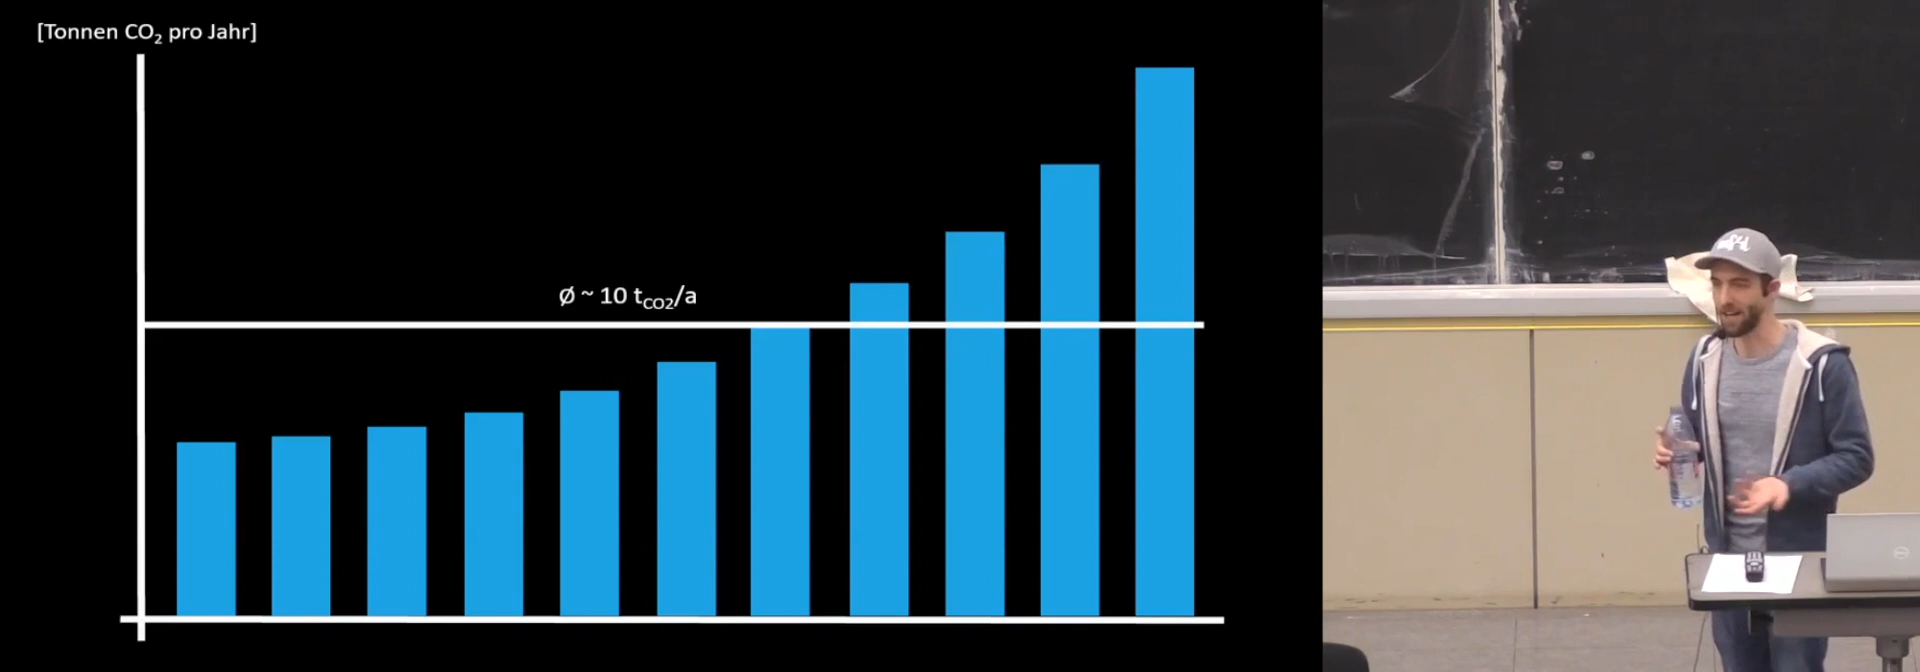 [Tonnen CO₂ pro Jahr]
Ø ~ 10 t_CO2/a